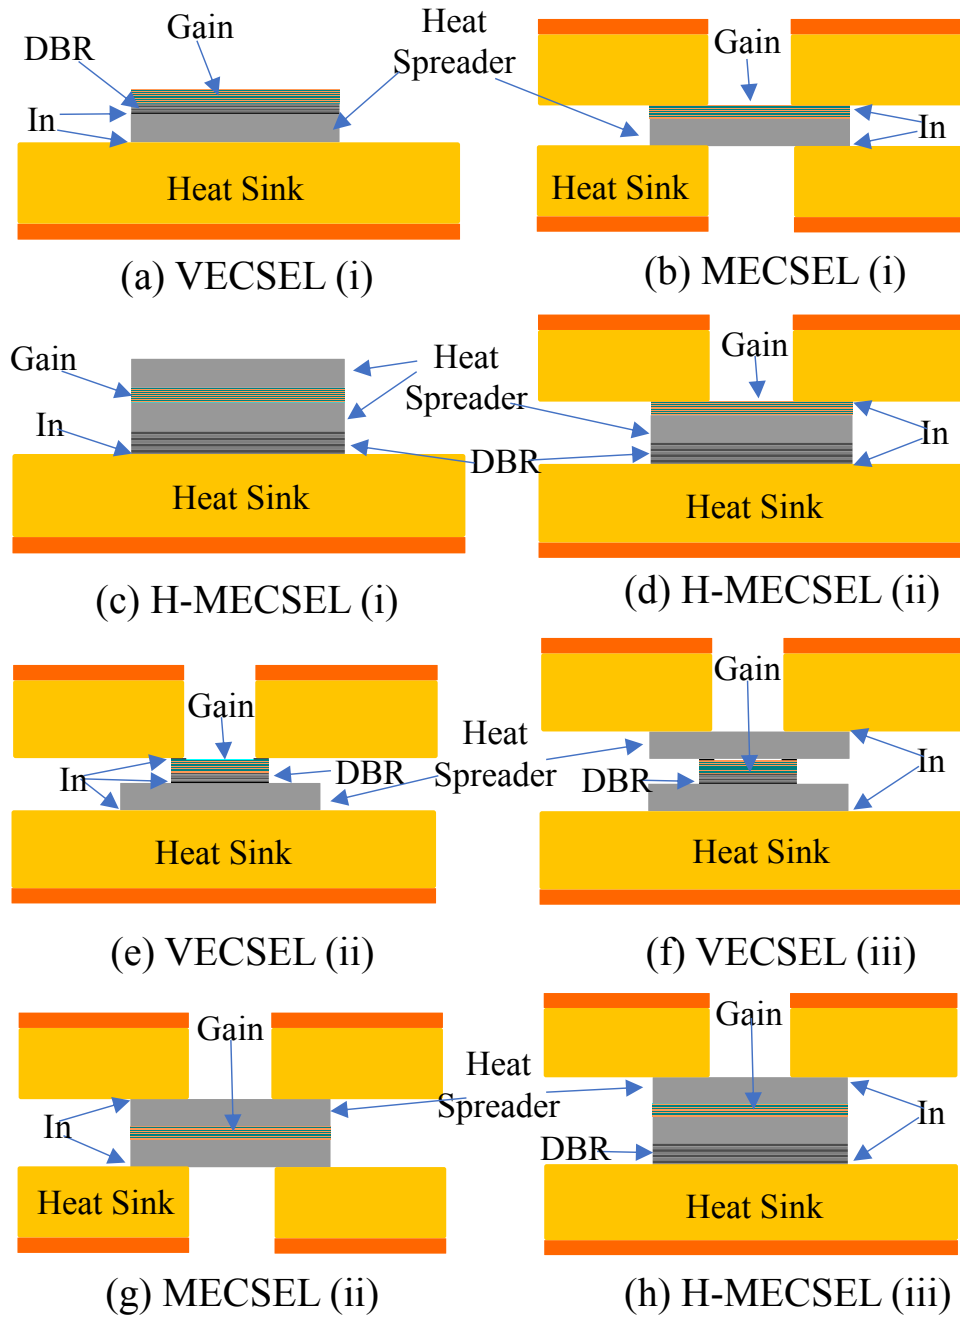 Gain
Heat
Spreader
DBR
In
Heat Sink
(a) VECSEL (i)
Gain
In
Heat Sink
(b) MECSEL (i)
Gain
Heat
Spreader
In
DBR
Heat Sink
(c) H-MECSEL (i)
Gain
In
Heat Sink
(d) H-MECSEL (ii)
Gain
Heat
Spreader
In
DBR
Heat Sink
(e) VECSEL (ii)
Gain
In
DBR
Heat Sink
(f) VECSEL (iii)
Gain
Heat
Spreader
In
Heat Sink
(g) MECSEL (ii)
Gain
In
DBR
Heat Sink
(h) H-MECSEL (iii)